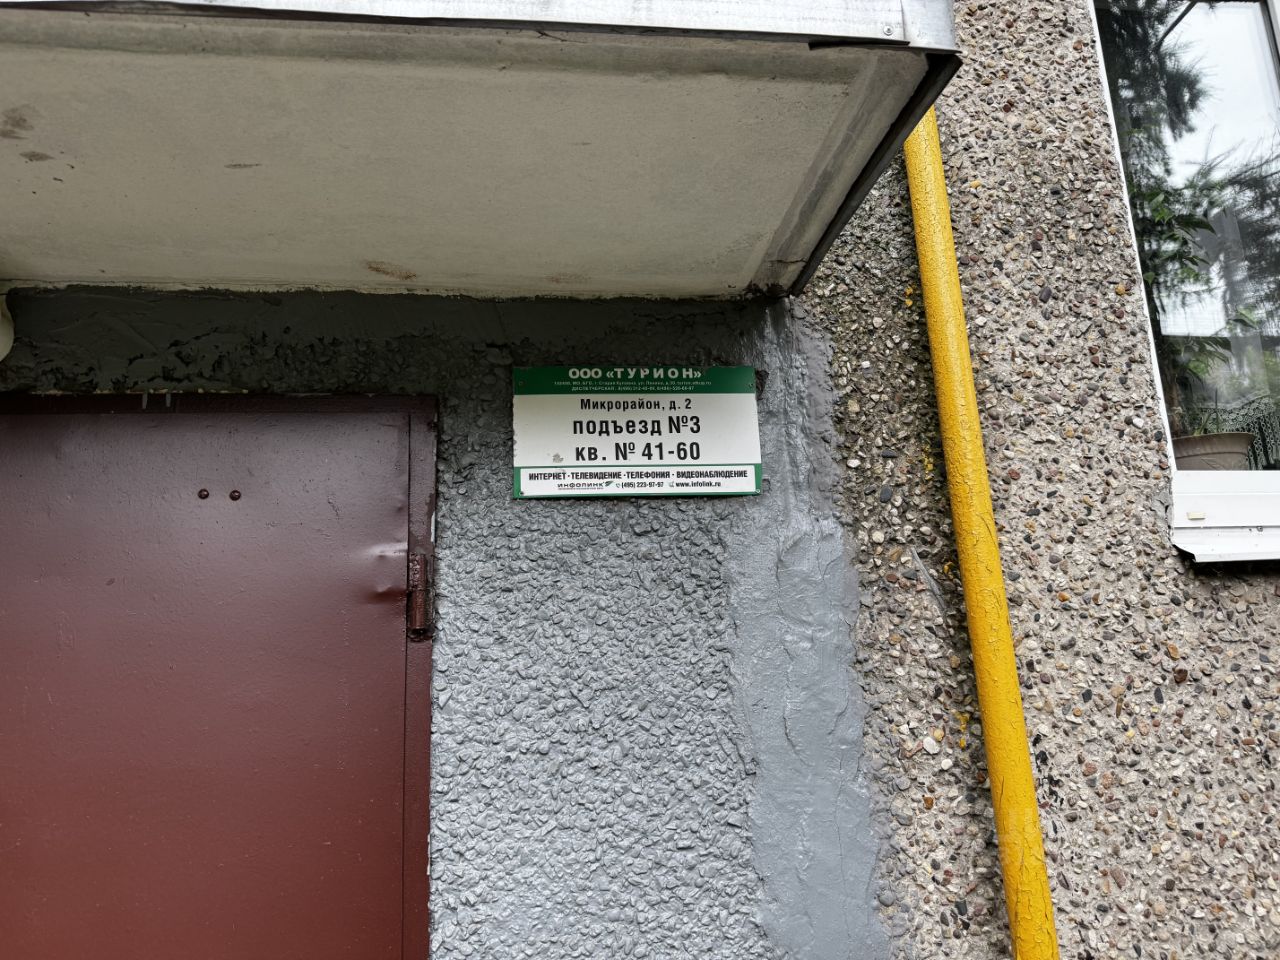 ООО «ТУРИОН»
Микрорайон, д. 2
подъезд №3
кв. № 41-60
ИНТЕРНЕТ · ТЕЛЕВИДЕНИЕ · ТЕЛЕФОНИЯ · ВИДЕОНАБЛЮДЕНИЕ
ИНФОЛИНК (495) 223-97-97 www.infolink.ru